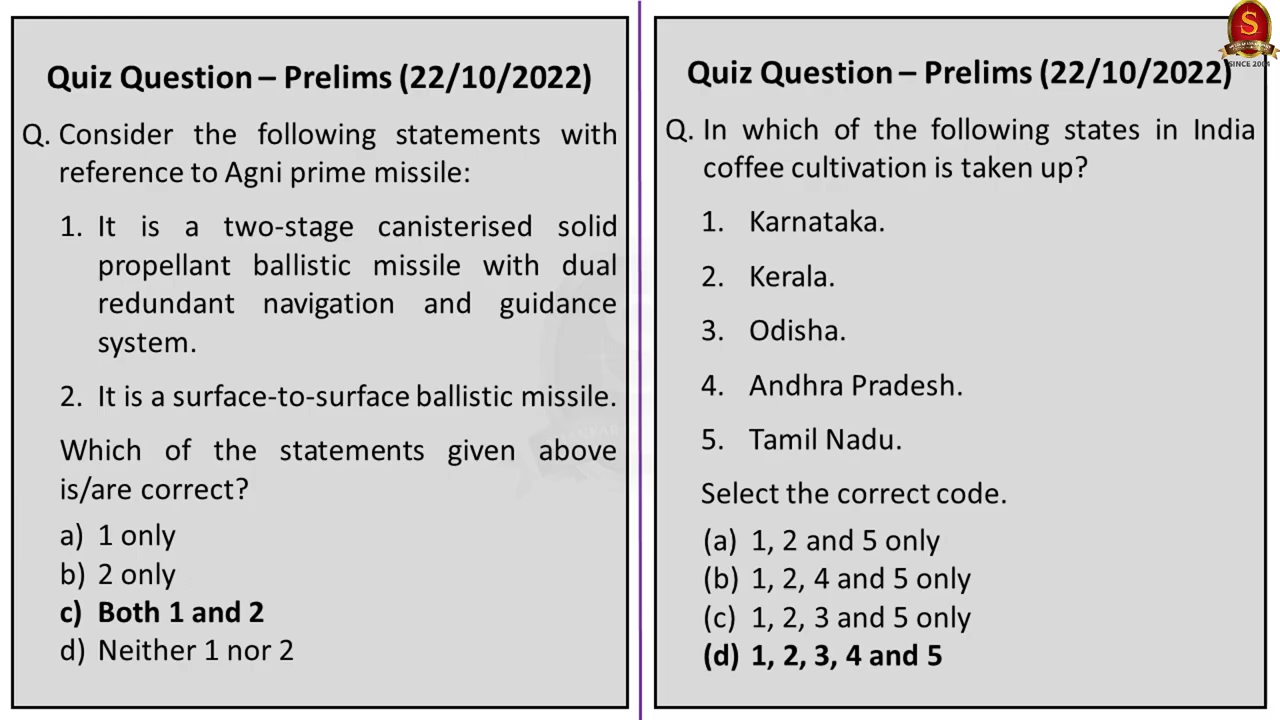 Quiz Question – Prelims (22/10/2022)
Q. Consider the following statements with
reference to Agni prime missile:
1. It is a two-stage canisterised solid
propellant ballistic missile with dual
redundant navigation and guidance
system.
2. It is a surface-to-surface ballistic missile.
Which of the statements given above
is/are correct?
a) 1 only
b) 2 only
c) Both 1 and 2
d) Neither 1 nor 2
Quiz Question – Prelims (22/10/2022)
Q. In which of the following states in India
coffee cultivation is taken up?
1. Karnataka.
2. Kerala.
3. Odisha.
4. Andhra Pradesh.
5. Tamil Nadu.
Select the correct code.
(a) 1, 2 and 5 only
(b) 1, 2, 4 and 5 only
(c) 1, 2, 3 and 5 only
(d) 1, 2, 3, 4 and 5
S
SINCE 2004